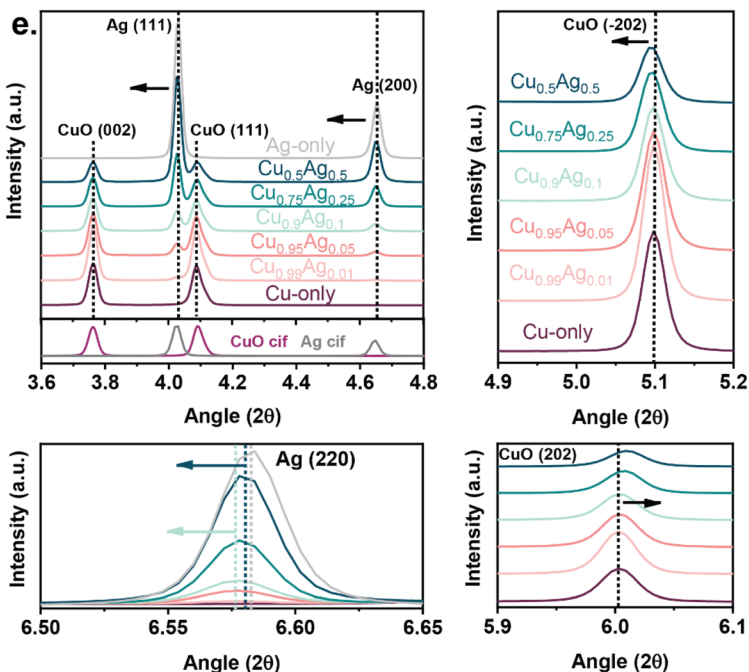 e.
Ag (111)
Ag (200)
CuO (002)
CuO (111)
Ag-only
Cu0.5Ag0.5
Cu0.75Ag0.25
Cu0.9Ag0.1
Cu0.95Ag0.05
Cu0.99Ag0.01
Cu-only
CuO cif
Ag cif
Intensity (a.u.)
3.6 3.8 4.0 4.2 4.4 4.6 4.8
Angle (2θ)
CuO (-202)
Cu0.5Ag0.5
Cu0.75Ag0.25
Cu0.9Ag0.1
Cu0.95Ag0.05
Cu0.99Ag0.01
Cu-only
Intensity (a.u.)
4.9 5.0 5.1 5.2
Angle (2θ)
Ag (220)
Intensity (a.u.)
6.50 6.55 6.60 6.65
Angle (2θ)
CuO (202)
Intensity (a.u.)
5.9 6.0 6.1
Angle (2θ)